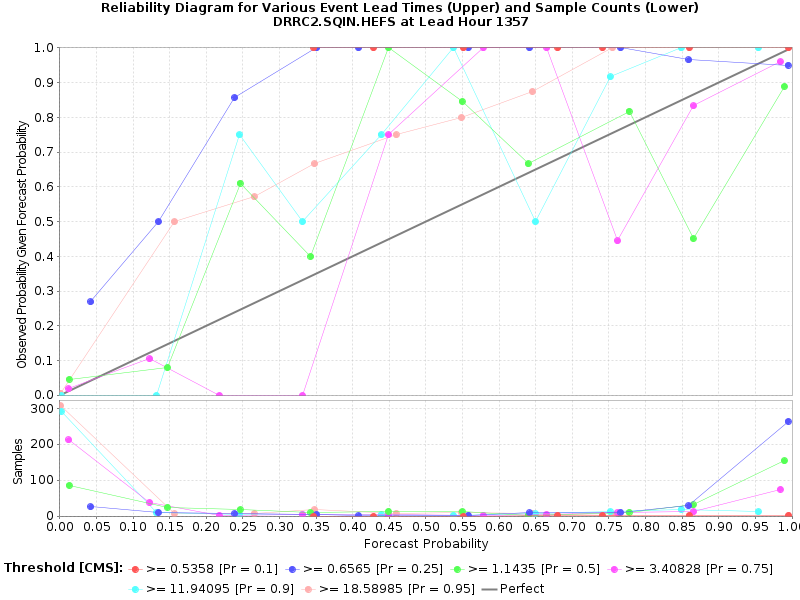 Reliability Diagram for Various Event Lead Times (Upper) and Sample Counts (Lower)
DRRC2.SQIN.HEFS at Lead Hour 1357
Observed Probability Given Forecast Probability
1.0
0.9
0.8
0.7
0.6
0.5
0.4
0.3
0.2
0.1
0.0
Samples
300
200
100
0
0.00 0.05 0.10 0.15 0.20 0.25 0.30 0.35 0.40 0.45 0.50 0.55 0.60 0.65 0.70 0.75 0.80 0.85 0.90 0.95 1.0
Forecast Probability
Threshold [CMS]: >= 0.5358 [Pr = 0.1] >= 0.6565 [Pr = 0.25] >= 1.1435 [Pr = 0.5] >= 3.40828 [Pr = 0.75]
>= 11.94095 [Pr = 0.9] >= 18.58985 [Pr = 0.95] Perfect